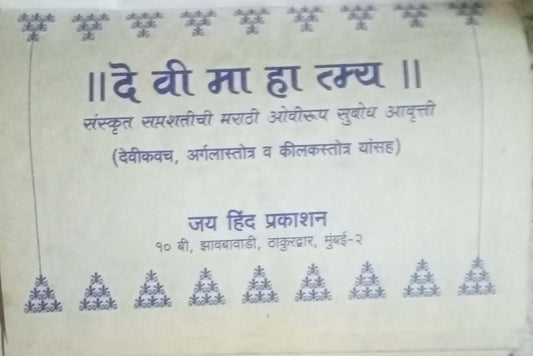 ॥ दे वी मा हा त्म्य ॥
संस्कृत सप्तशतीची मराठी ओवीरूप सुबोध आवृत्ती
(देवीकवच, अर्गलास्तोत्र व कीलकस्तोत्र यांसह)
जय हिंद प्रकाशन
१० बी, झावबावाडी, ठाकुरद्वार, मुंबई-२